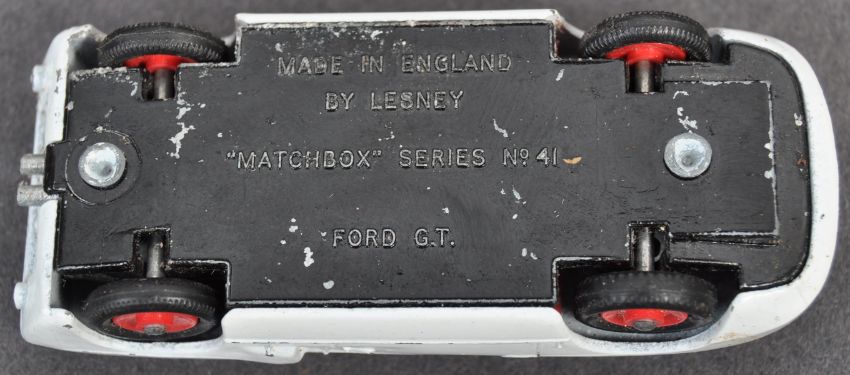 MADE IN ENGLAND
BY LESNEY
"MATCHBOX" SERIES Nº 41
FORD G.T.